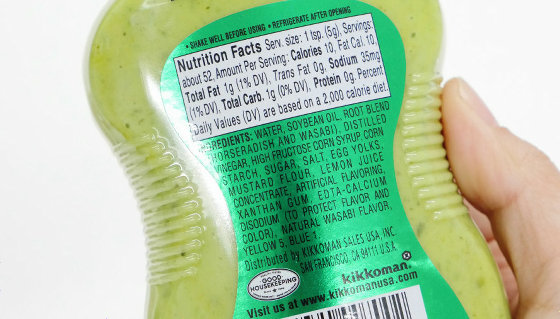 • SHAKE WELL BEFORE USING • REFRIGERATE AFTER OPENING
Nutrition Facts Serv. size: 1 tsp. (5g), Servings:
about 52, Amount Per Serving: Calories 10, Fat Cal. 10,
Total Fat 1g (1% DV), Trans Fat 0g, Sodium 35mg
(1% DV), Total Carb. 1g (0% DV), Protein 0g, Percent
Daily Values (DV) are based on a 2,000 calorie diet.
INGREDIENTS: WATER, SOYBEAN OIL, ROOT BLEND
(HORSERADISH AND WASABI), DISTILLED
VINEGAR, HIGH FRUCTOSE CORN SYRUP, CORN
STARCH, SUGAR, SALT, EGG YOLKS,
MUSTARD FLOUR, LEMON JUICE
CONCENTRATE, ARTIFICIAL FLAVORING,
XANTHAN GUM, EDTA-CALCIUM
DISODIUM (TO PROTECT FLAVOR AND
COLOR), NATURAL WASABI FLAVOR,
YELLOW 5, BLUE 1.
Distributed by KIKKOMAN SALES USA, INC.
SAN FRANCISCO, CA 94111 U.S.A.
GOOD
HOUSEKEEPING
kikkoman®
Visit us at www.kikkomanusa.com